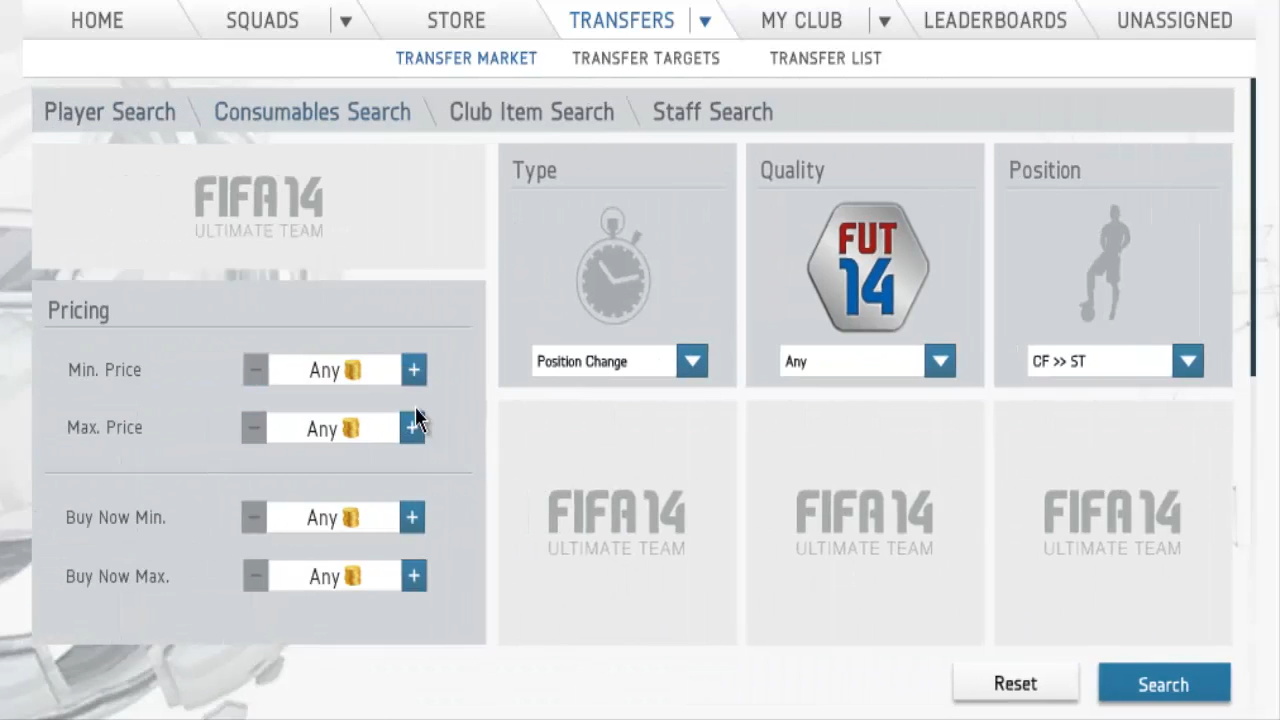 HOME SQUADS STORE TRANSFERS MY CLUB LEADERBOARDS UNASSIGNED
TRANSFER MARKET TRANSFER TARGETS TRANSFER LIST
Player Search Consumables Search Club Item Search Staff Search
FIFA 14
ULTIMATE TEAM
Type
Position Change
Quality
FUT
14
Any
Position
CF >> ST
Pricing
Min. Price Any
Max. Price Any
Buy Now Min. Any
Buy Now Max. Any
FIFA 14
ULTIMATE TEAM
FIFA 14
ULTIMATE TEAM
FIFA 14
ULTIMATE TEAM
Reset Search